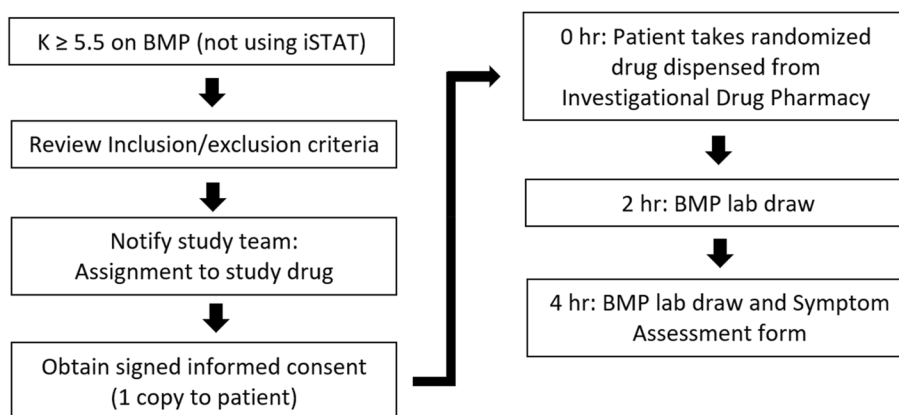 K ≥ 5.5 on BMP (not using iSTAT)
Review Inclusion/exclusion criteria
Notify study team:
Assignment to study drug
Obtain signed informed consent
(1 copy to patient)
0 hr: Patient takes randomized
drug dispensed from
Investigational Drug Pharmacy
2 hr: BMP lab draw
4 hr: BMP lab draw and Symptom
Assessment form